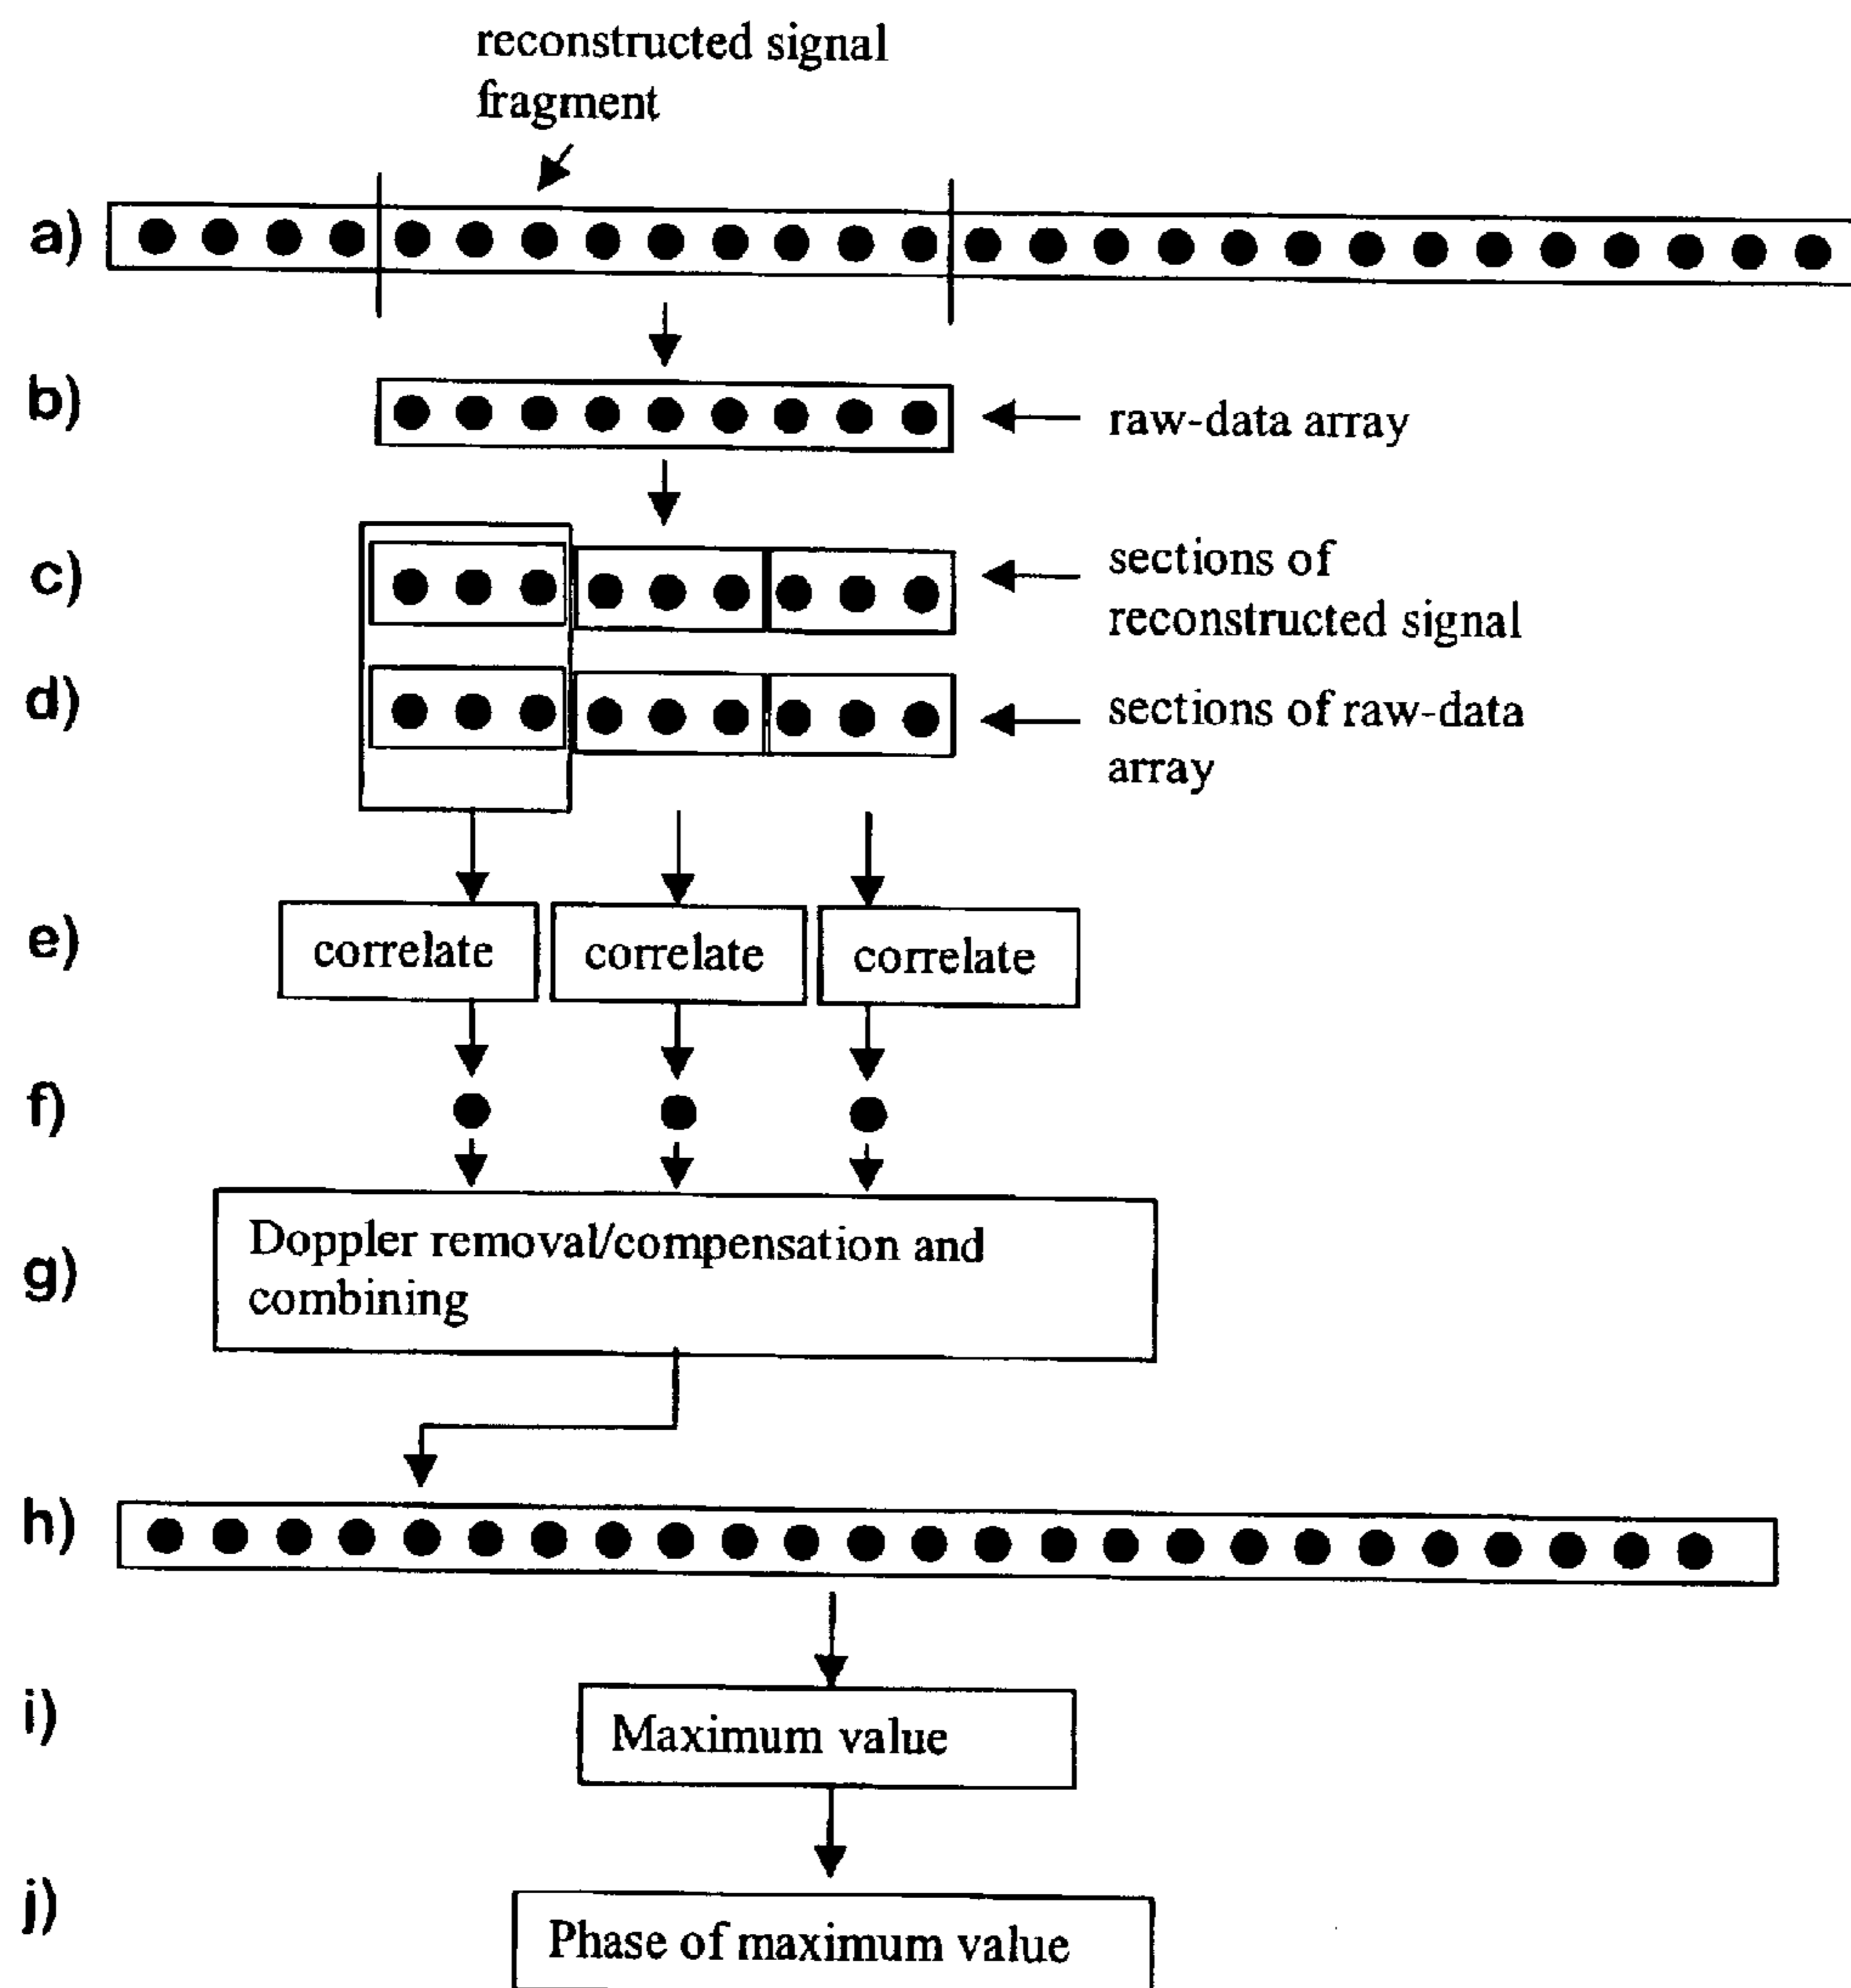 reconstructed signal
fragment
a)
b)
raw-data array
c)
sections of
reconstructed signal
d)
sections of raw-data
array
e)
correlate
correlate
correlate
f)
g)
Doppler removal/compensation and
combining
h)
i)
Maximum value
j)
Phase of maximum value